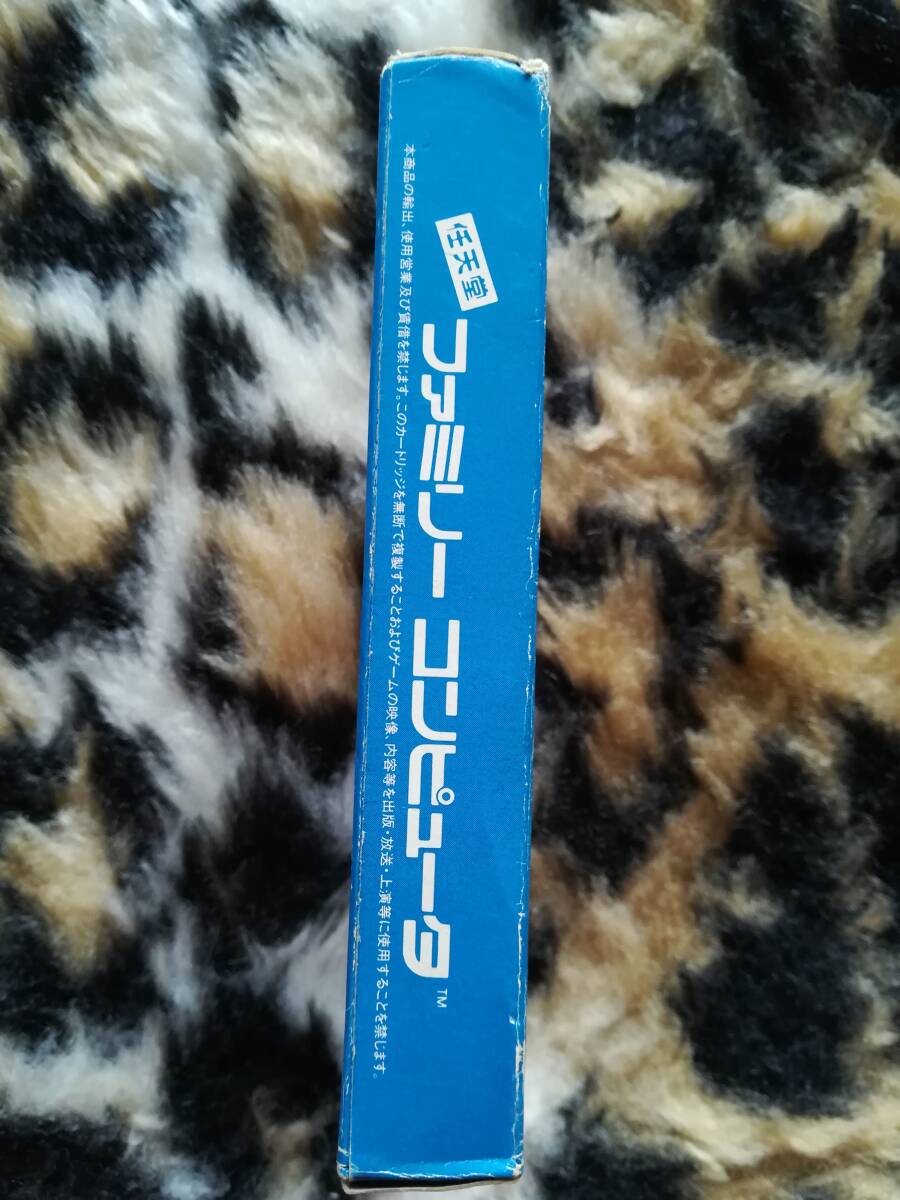 任天堂
ファミリー コンピュータ™
本商品の輸出、使用営業及び賃借を禁じます。このカートリッジを無断で複製することおよびゲームの映像、内容等を出版・放送・上演等に使用することを禁じます。